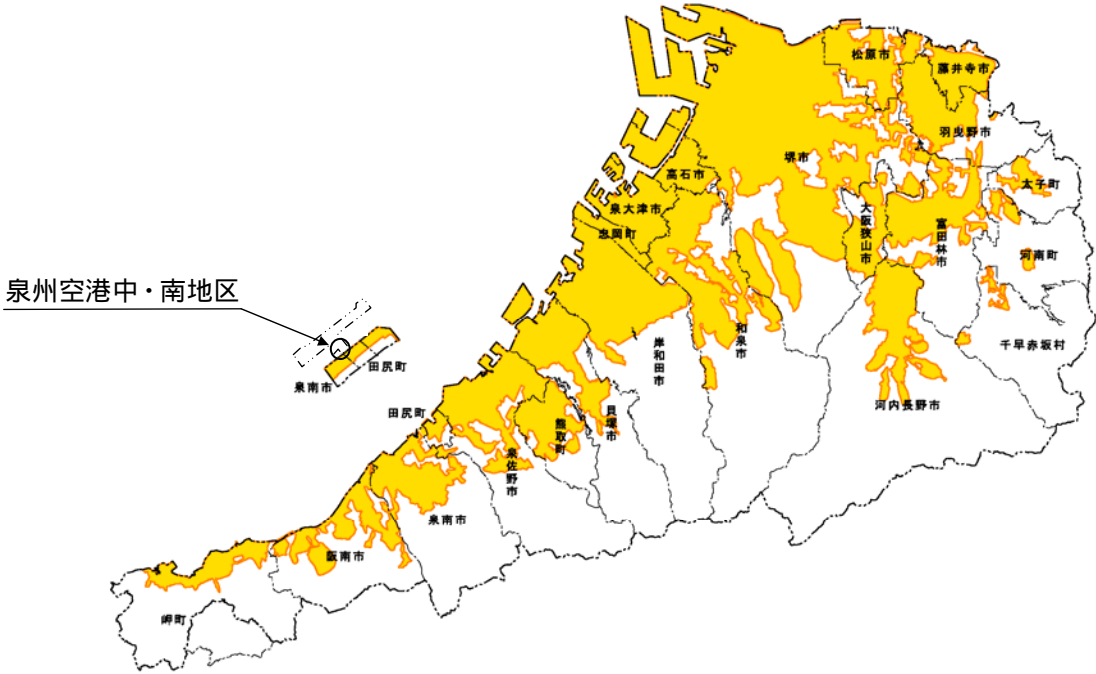 松原市
藤井寺市
羽曳野市
堺市
高石市
太子町
泉大津市
大阪狭山市
富田林市
忠岡町
河南町
泉州空港中・南地区
和泉市
岸和田市
千早赤坂村
田尻町
泉南市
河内長野市
田尻町
貝塚市
熊取町
泉佐野市
泉南市
阪南市
岬町